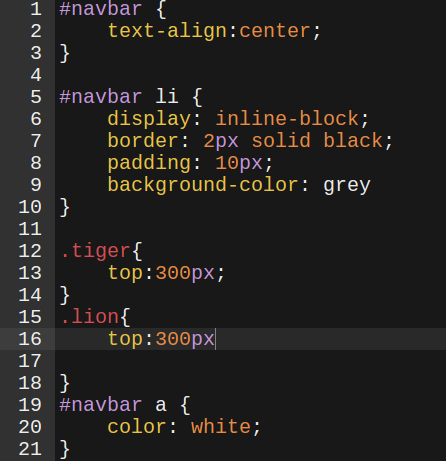 1 #navbar {
2     text-align:center;
3 }
4
5 #navbar li {
6     display: inline-block;
7     border: 2px solid black;
8     padding: 10px;
9     background-color: grey
10 }
11
12 .tiger{
13     top:300px;
14 }
15 .lion{
16     top:300px
17
18 }
19 #navbar a {
20     color: white;
21 }